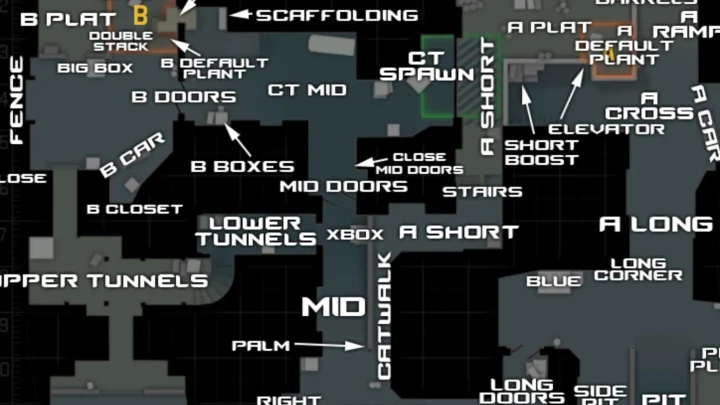 B PLAT
B
SCAFFOLDING
DOUBLE
STACK
A PLAT
BARRELS
A
RAMP
A
DEFAULT
PLANT
BIG BOX
B DEFAULT
PLANT
CT
SPAWN
A SHORT
FENCE
B DOORS
CT MID
A
CROSS
A CAR
ELEVATOR
SHORT
BOOST
B CAR
B BOXES
CLOSE
MID DOORS
LOSE
MID DOORS
STAIRS
B CLOSET
LOWER
TUNNELS
XBOX
A SHORT
A LONG
PPER TUNNELS
LONG
CORNER
BLUE
MID
CATWALK
PALM
LONG
DOORS
SIDE
PIT
PIT
RIGHT